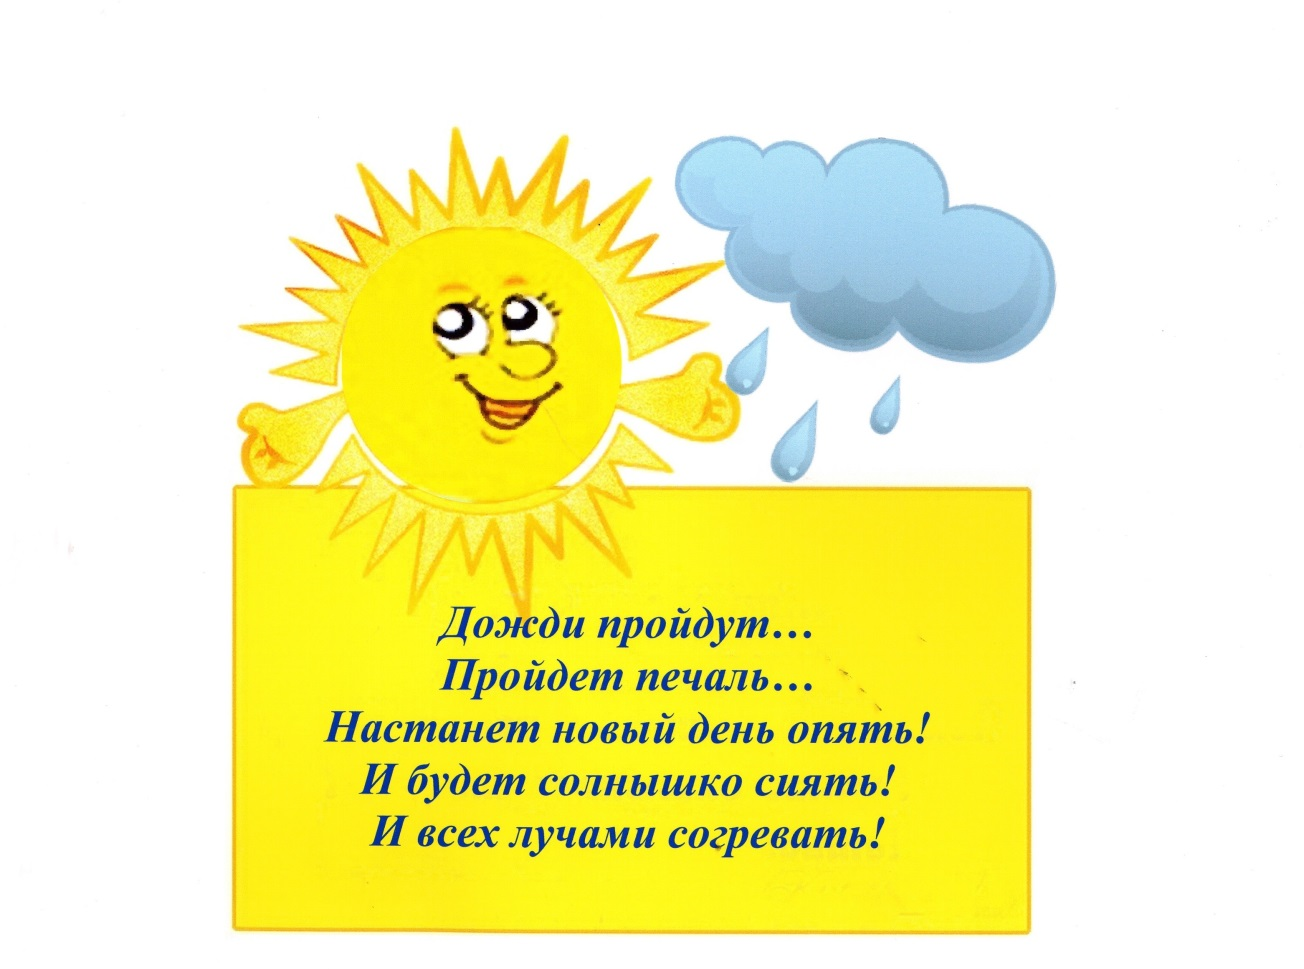 Дожди пройдут…
Пройдет печаль…
Настанет новый день опять!
И будет солнышко сиять!
И всех лучами согревать!